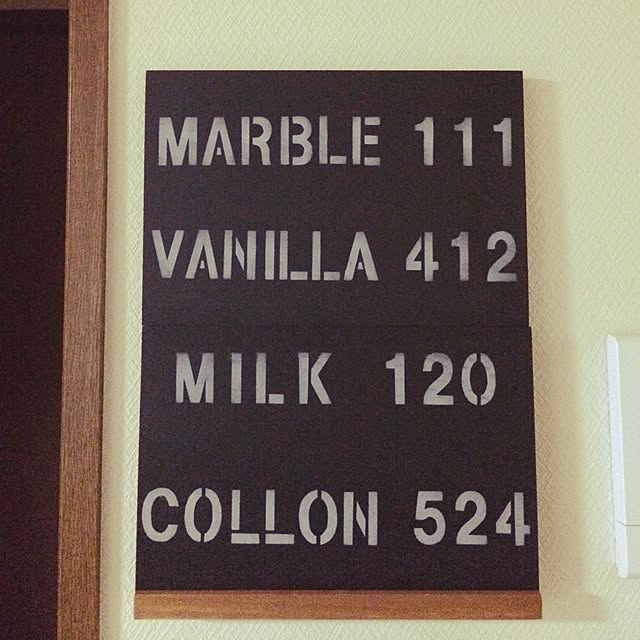 MARBLE 111
VANILLA 412
MILK 120
COLLON 524